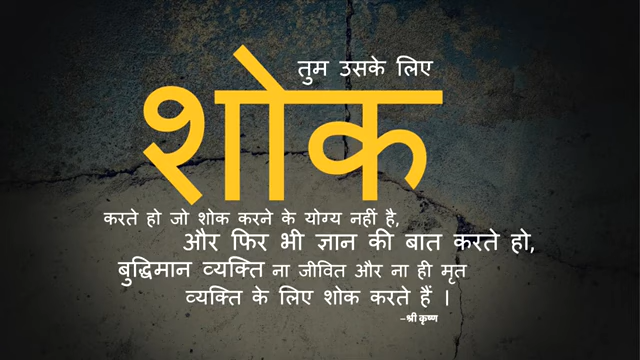 तुम उसके लिए
शोक
करते हो जो शोक करने के योग्य नहीं है,
और फिर भी ज्ञान की बात करते हो,
बुद्धिमान व्यक्ति ना जीवित और ना ही मृत
व्यक्ति के लिए शोक करते हैं ।
–श्री कृष्ण